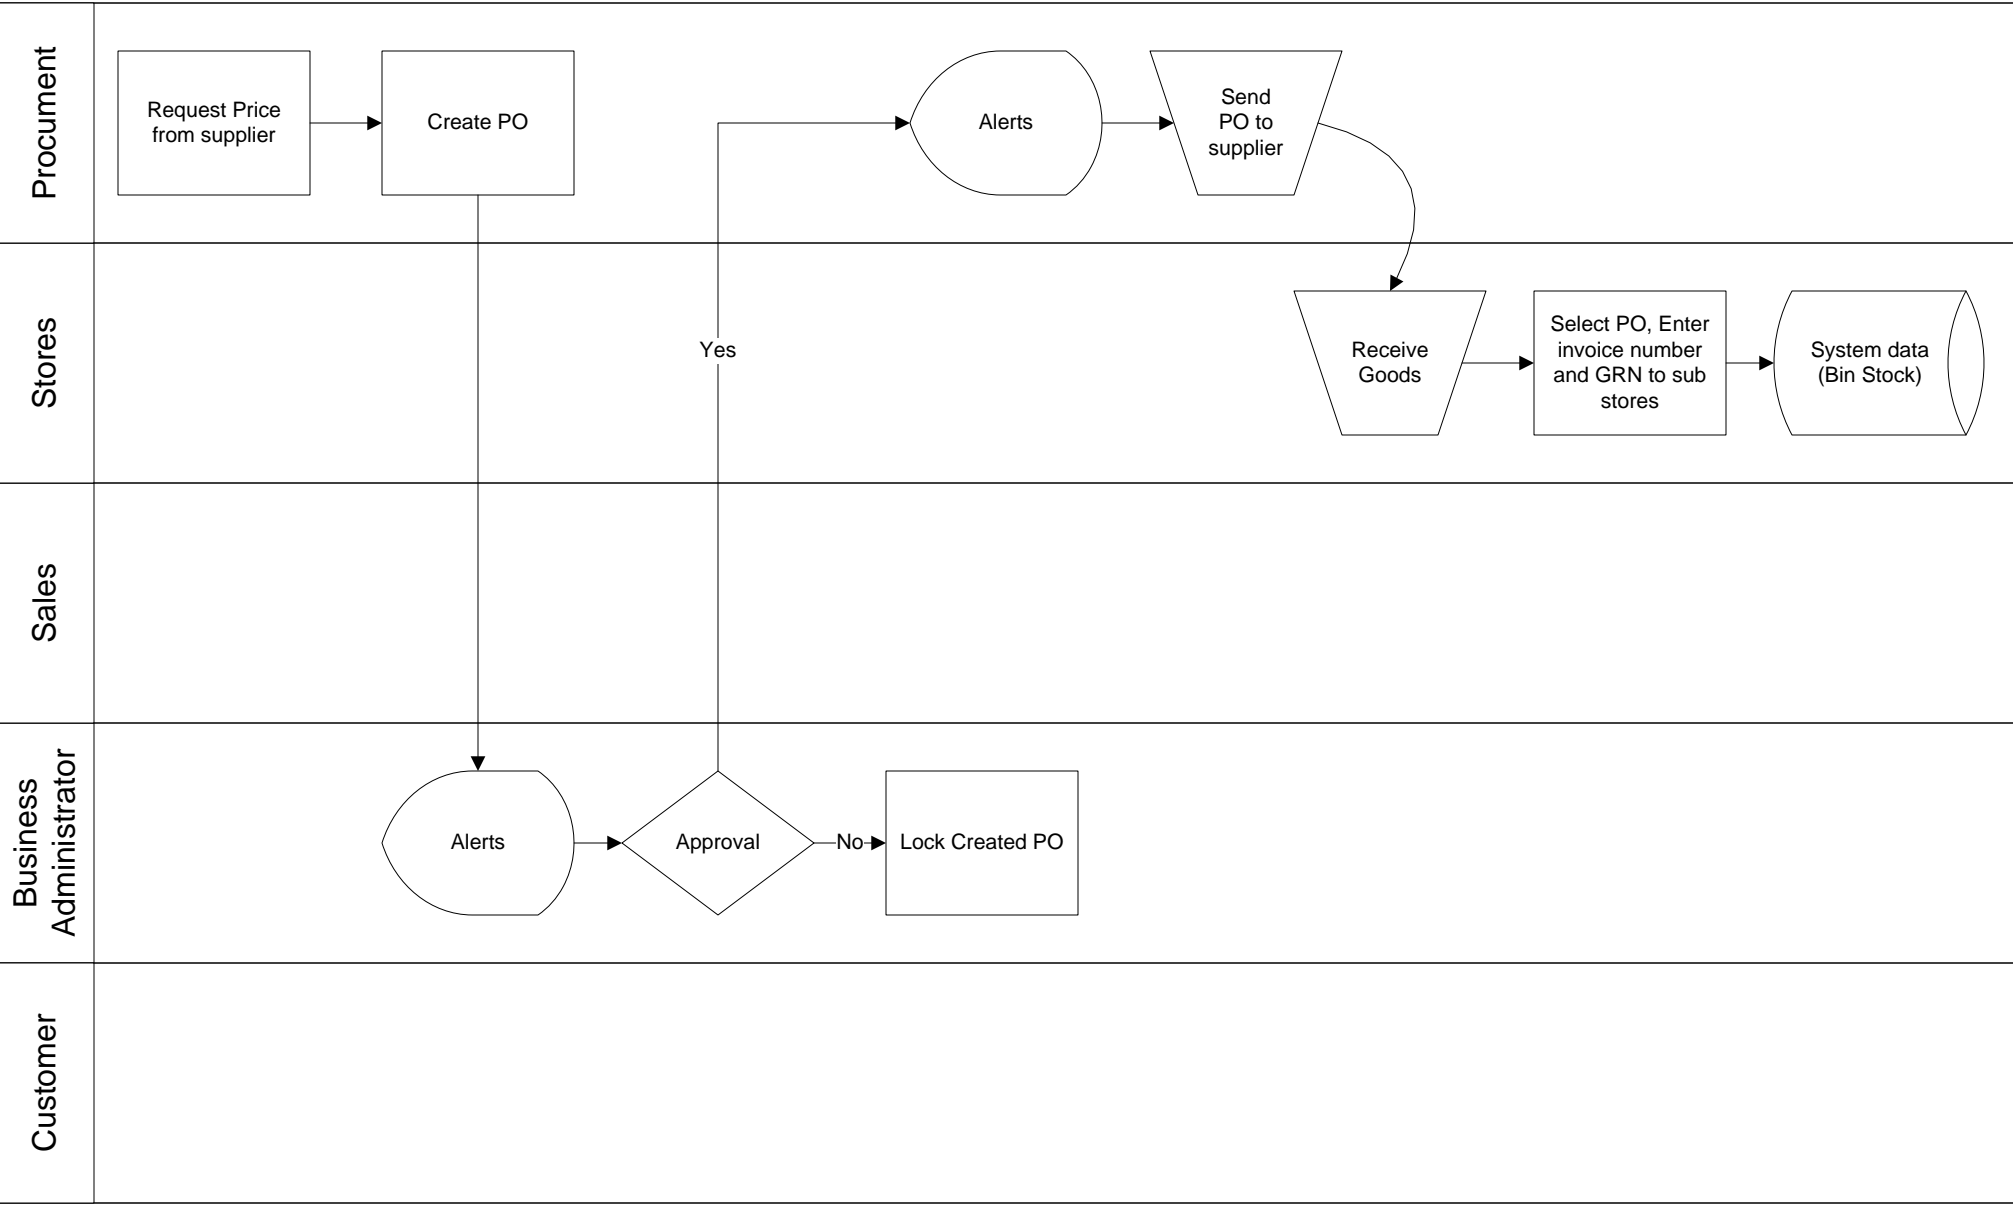 Procument
Request Price
from supplier
Create PO
Alerts
Send
PO to
supplier
Stores
Yes
Receive
Goods
Select PO, Enter
invoice number
and GRN to sub
stores
System data
(Bin Stock)
Sales
Business
Administrator
Alerts
Approval
No
Lock Created PO
Customer